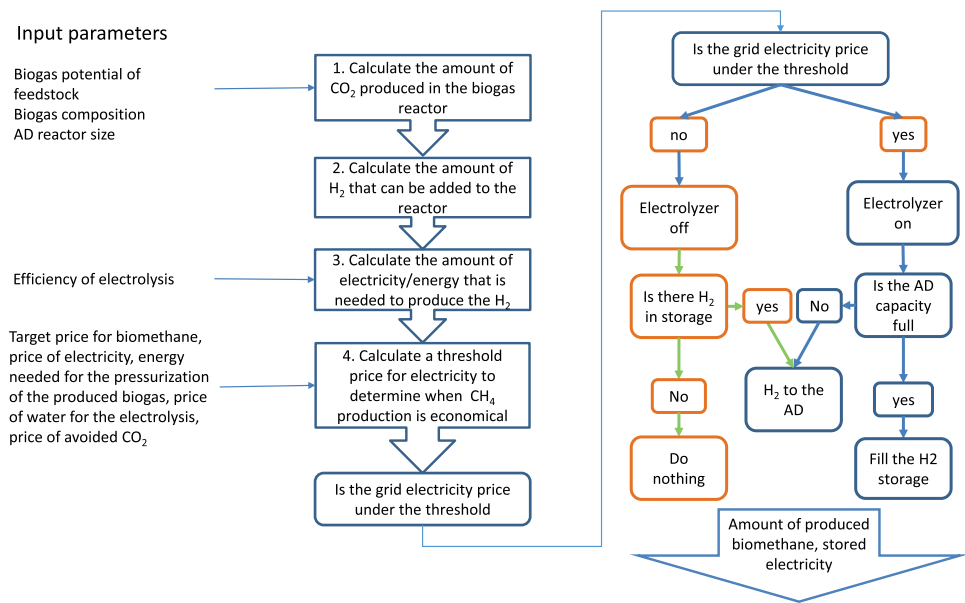 Input parameters
Biogas potential of
feedstock
Biogas composition
AD reactor size
1. Calculate the amount of
CO2 produced in the biogas
reactor
2. Calculate the amount of
H2 that can be added to the
reactor
Efficiency of electrolysis
3. Calculate the amount of
electricity/energy that is
needed to produce the H2
Target price for biomethane,
price of electricity, energy
needed for the pressurization
of the produced biogas, price
of water for the electrolysis,
price of avoided CO2
4. Calculate a threshold
price for electricity to
determine when CH4
production is economical
Is the grid electricity price
under the threshold
Is the grid electricity price
under the threshold
no
yes
Electrolyzer
off
Electrolyzer
on
Is there H2
in storage
yes
No
Is the AD
capacity
full
No
H2 to the
AD
yes
Do
nothing
Fill the H2
storage
Amount of produced
biomethane, stored
electricity